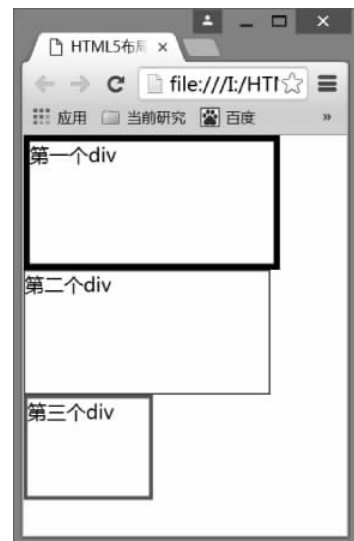 HTML5布局
file:///I:/HTM
应用 当前研究 百度 »
第一个div
第二个div
第三个div